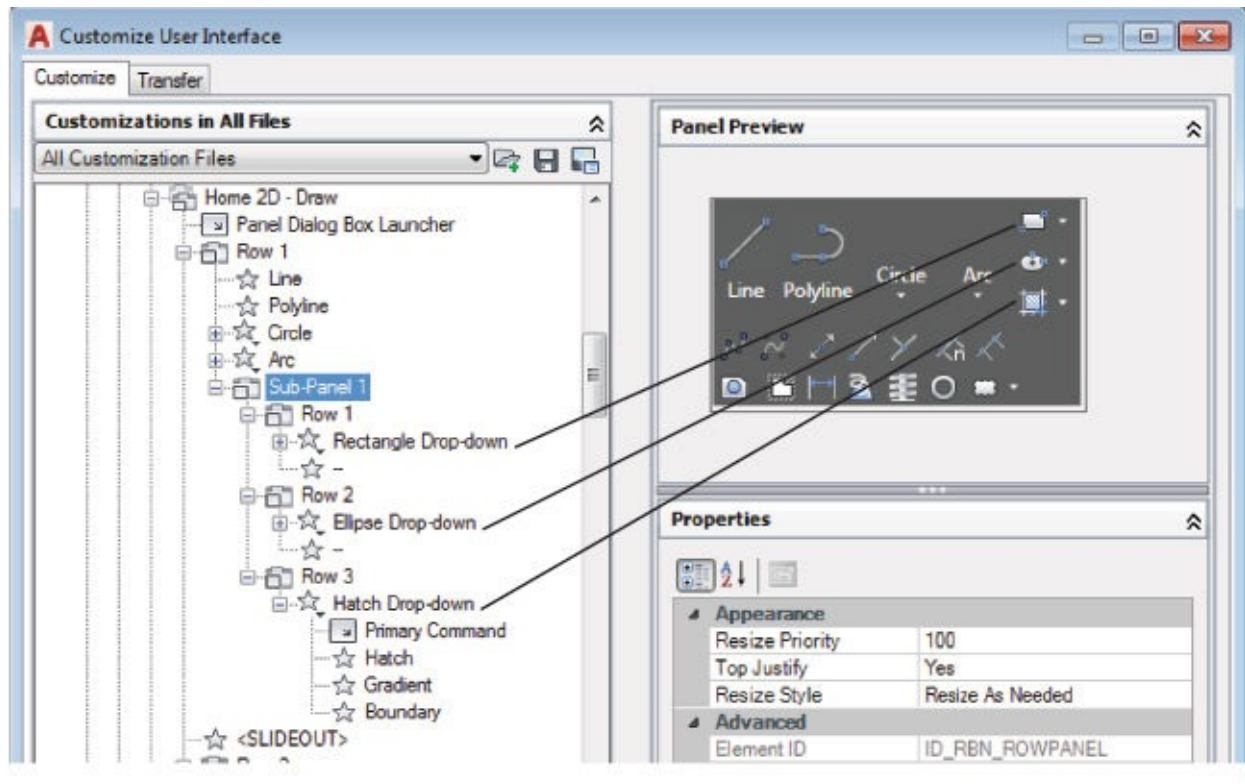 Customize User Interface
Customize Transfer
Customizations in All Files
All Customization Files
Home 2D - Draw
Panel Dialog Box Launcher
Row 1
Line
Polyline
Circle
Arc
Sub-Panel 1
Row 1
Rectangle Drop-down
--
Row 2
Ellipse Drop-down
--
Row 3
Hatch Drop-down
Primary Command
Hatch
Gradient
Boundary
<SLIDEOUT>
Panel Preview
Line Polyline Circle Arc
Properties
Appearance
Resize Priority 100
Top Justify Yes
Resize Style Resize As Needed
Advanced
Element ID ID_RBN_ROWPANEL